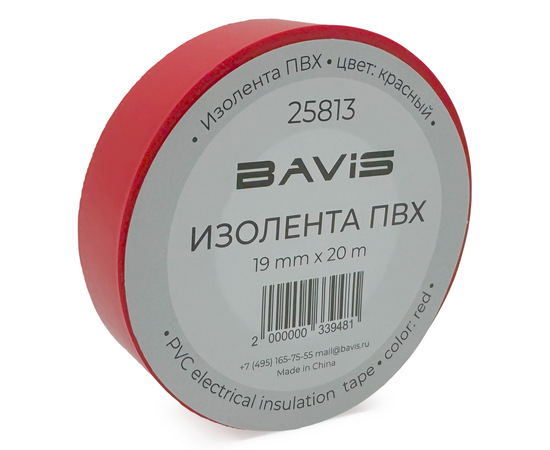 • Изолента ПВХ • цвет: красный •
25813
BAViS
ИЗОЛЕНТА ПВХ
19 mm x 20 m
2 000000 339481
+7 (495) 165-75-55 mail@bavis.ru
Made in China
• PVC electrical insulation tape • color: red •